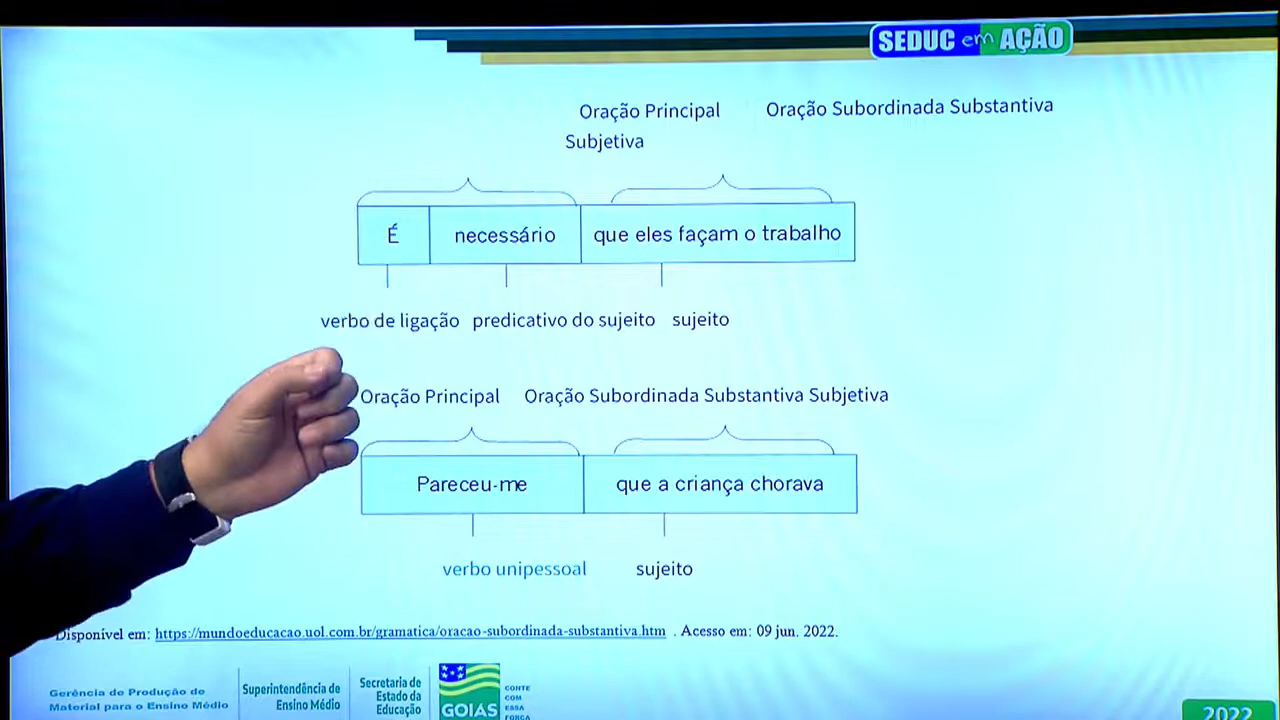 SEDUC em AÇÃO
Oração Principal Oração Subordinada Substantiva
Subjetiva
É necessário que eles façam o trabalho
verbo de ligação predicativo do sujeito sujeito
Oração Principal Oração Subordinada Substantiva Subjetiva
Pareceu-me que a criança chorava
verbo unipessoal sujeito
Disponível em: https://mundoeducacao.uol.com.br/gramatica/oracao-subordinada-substantiva.htm . Acesso em: 09 jun. 2022.
Gerência de Produção de
Material para o Ensino Médio
Superintendência de
Ensino Médio
Secretaria de
Estado da
Educação
GOIÁS
CONTE
COM
ESSA
FORÇA
2022